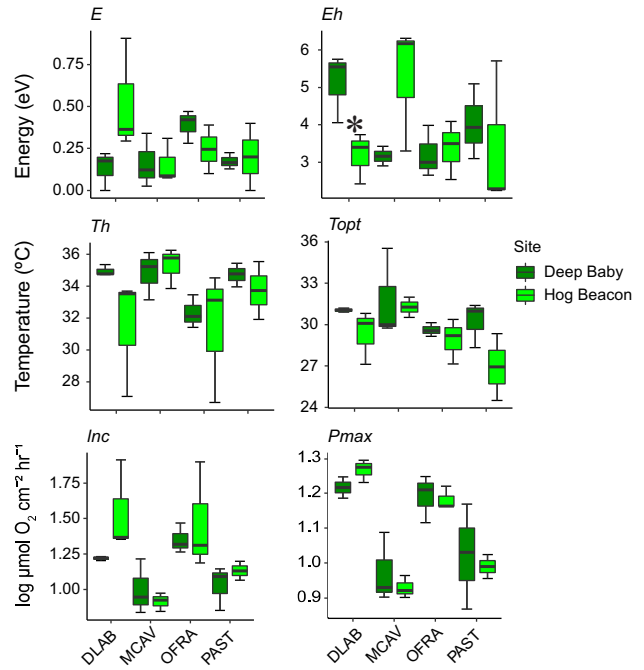 E
Eh
Energy (eV)
0.75
0.50
0.25
0.00
6
5
4
3
*
Th
Topt
Temperature (ºC)
36
34
32
30
28
33
30
27
24
Site
Deep Baby
Hog Beacon
lnc
Pmax
log μmol O₂ cm⁻² hr⁻¹
1.75
1.50
1.25
1.00
1.3
1.2
1.1
1.0
0.9
DLAB
MCAV
OFRA
PAST
DLAB
MCAV
OFRA
PAST